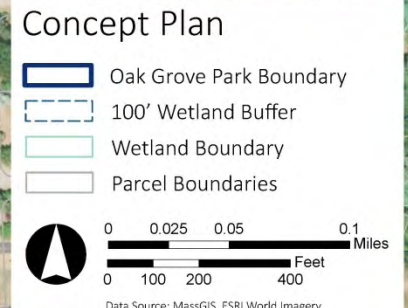 Concept Plan
Oak Grove Park Boundary
100' Wetland Buffer
Wetland Boundary
Parcel Boundaries
0 0.025 0.05 0.1
Miles
Feet
0 100 200 400
Data Source: MassGIS, ESRI World Imagery